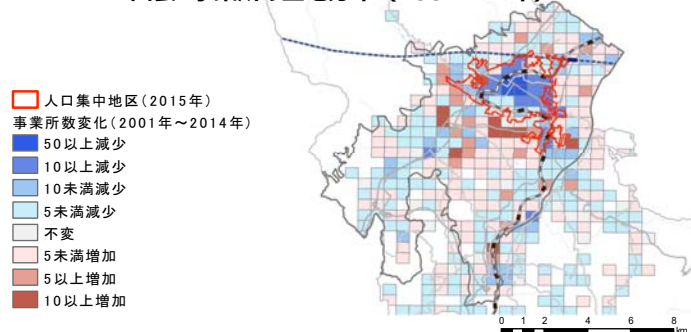 人口集中地区(2015年)
事業所数変化(2001年～2014年)
50以上減少
10以上減少
10未満減少
5未満減少
不変
5未満増加
5以上増加
10以上増加
0 1 2 4 6 8
km